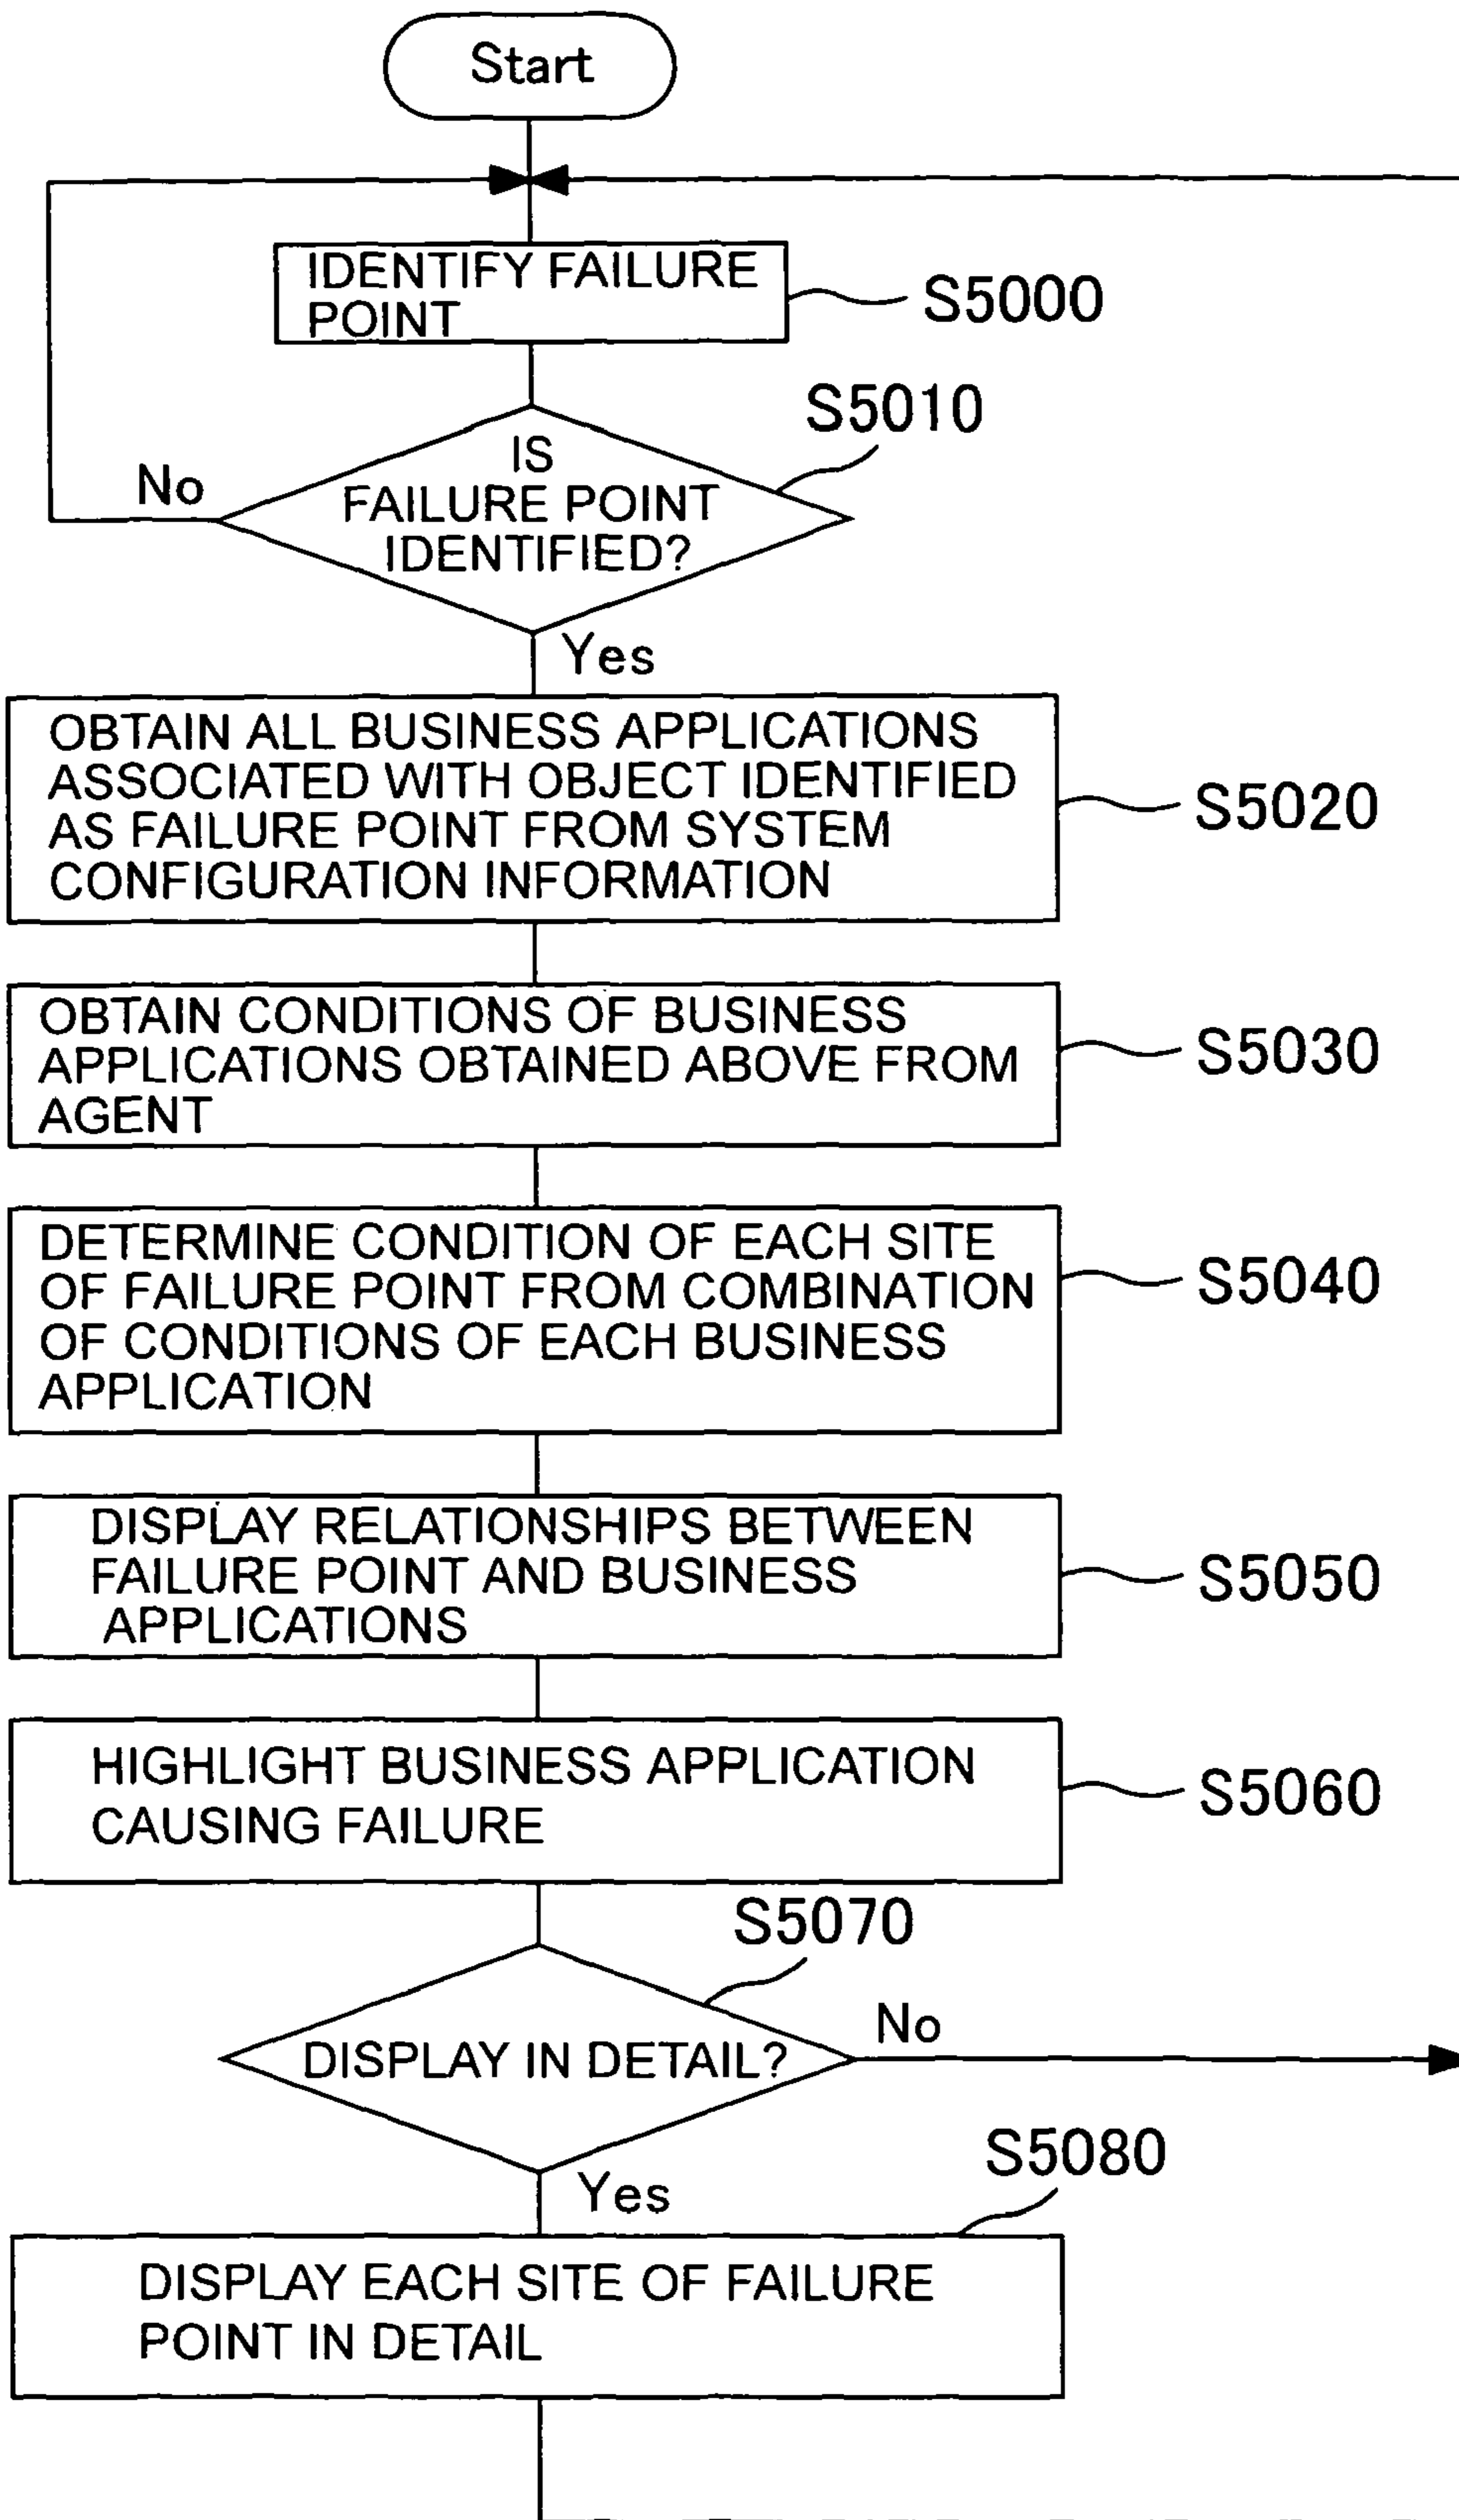 Start
IDENTIFY FAILURE
POINT
S5000
S5010
IS
FAILURE POINT
IDENTIFIED?
No
Yes
OBTAIN ALL BUSINESS APPLICATIONS
ASSOCIATED WITH OBJECT IDENTIFIED
AS FAILURE POINT FROM SYSTEM
CONFIGURATION INFORMATION
S5020
OBTAIN CONDITIONS OF BUSINESS
APPLICATIONS OBTAINED ABOVE FROM
AGENT
S5030
DETERMINE CONDITION OF EACH SITE
OF FAILURE POINT FROM COMBINATION
OF CONDITIONS OF EACH BUSINESS
APPLICATION
S5040
DISPLAY RELATIONSHIPS BETWEEN
FAILURE POINT AND BUSINESS
APPLICATIONS
S5050
HIGHLIGHT BUSINESS APPLICATION
CAUSING FAILURE
S5060
S5070
DISPLAY IN DETAIL?
No
Yes
S5080
DISPLAY EACH SITE OF FAILURE
POINT IN DETAIL